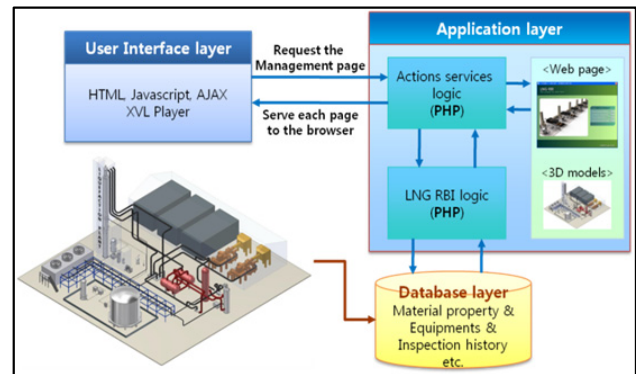 User Interface layer
HTML, Javascript, AJAX
XVL Player
Request the
Management page
Serve each page
to the browser
Application layer
Actions services
logic
(PHP)
<Web page>
LNG RBI
<3D models>
LNG RBI logic
(PHP)
Database layer
Material property &
Equipments &
Inspection history
etc.